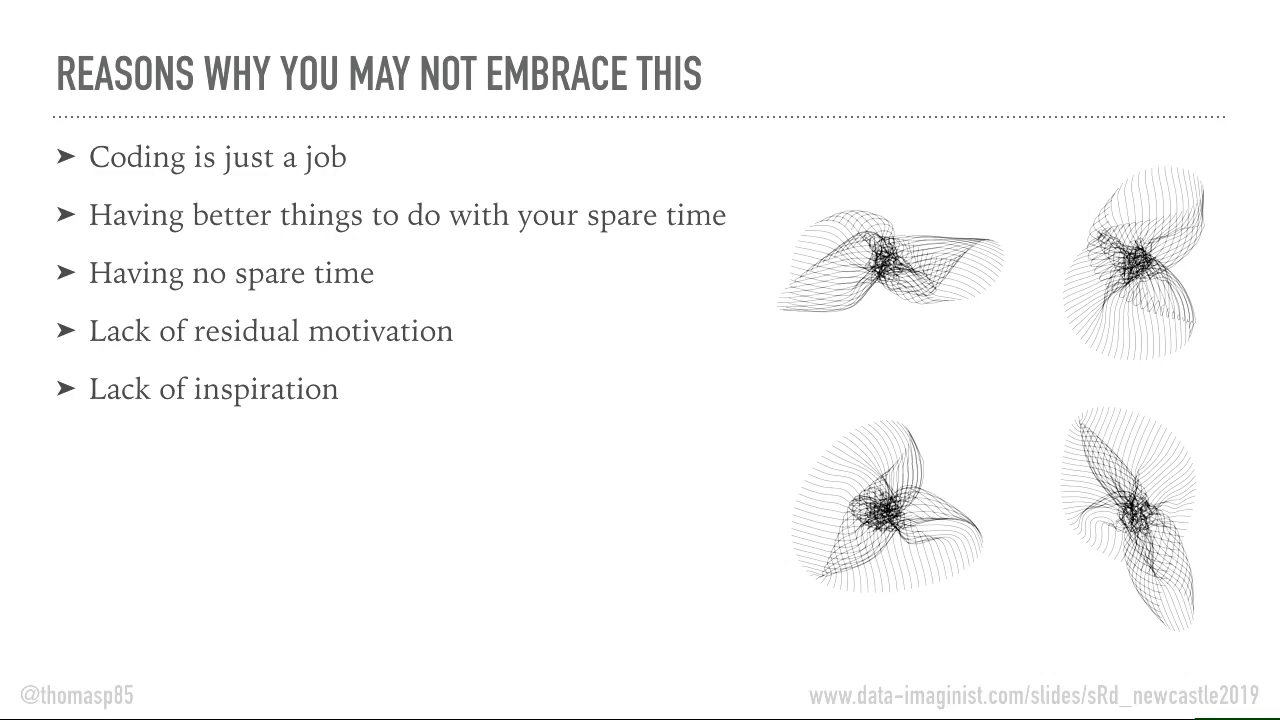 REASONS WHY YOU MAY NOT EMBRACE THIS
➤ Coding is just a job
➤ Having better things to do with your spare time
➤ Having no spare time
➤ Lack of residual motivation
➤ Lack of inspiration
@thomasp85
www.data-imaginist.com/slides/sRd_newcastle2019